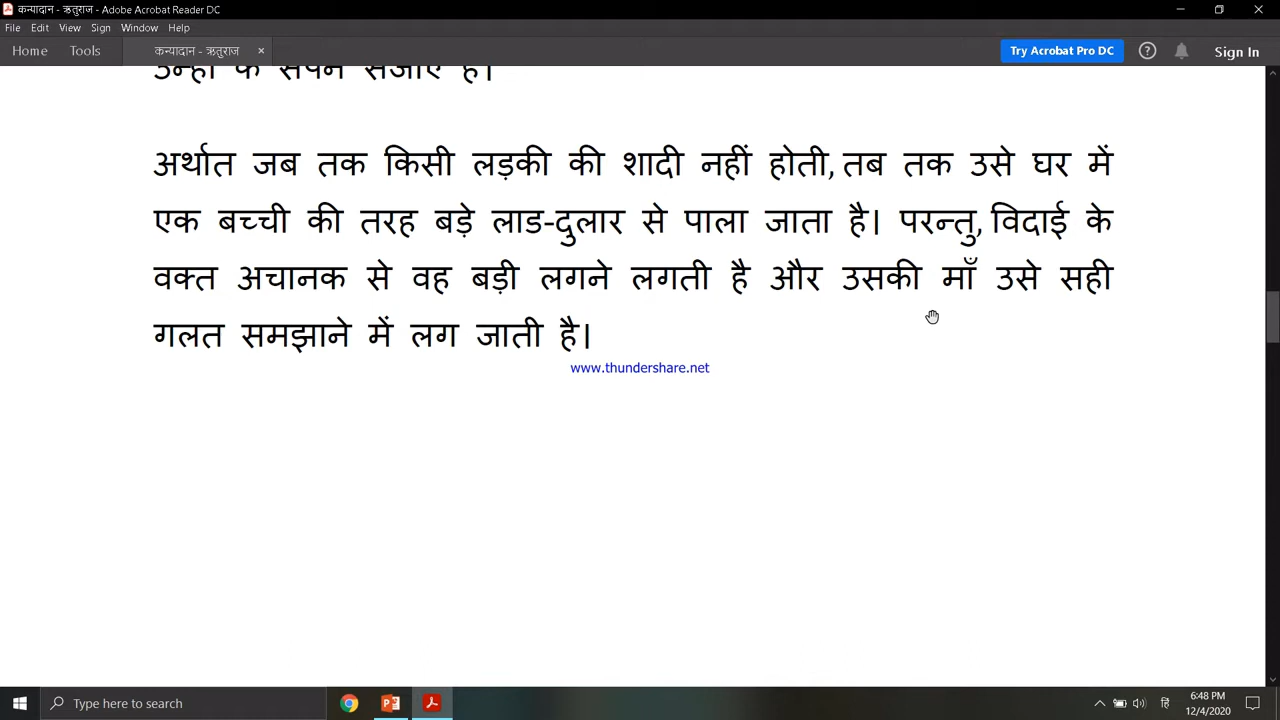 कन्यादान - ऋतुराज - Adobe Acrobat Reader DC
File Edit View Sign Window Help
Home Tools कन्यादान - ऋतुराज × Try Acrobat Pro DC Sign In
अर्थात जब तक किसी लड़की की शादी नहीं होती, तब तक उसे घर में
एक बच्ची की तरह बड़े लाड-दुलार से पाला जाता है। परन्तु, विदाई के
वक्त अचानक से वह बड़ी लगने लगती है और उसकी माँ उसे सही
गलत समझाने में लग जाती है।
www.thundershare.net
Type here to search
हि
6:48 PM
12/4/2020